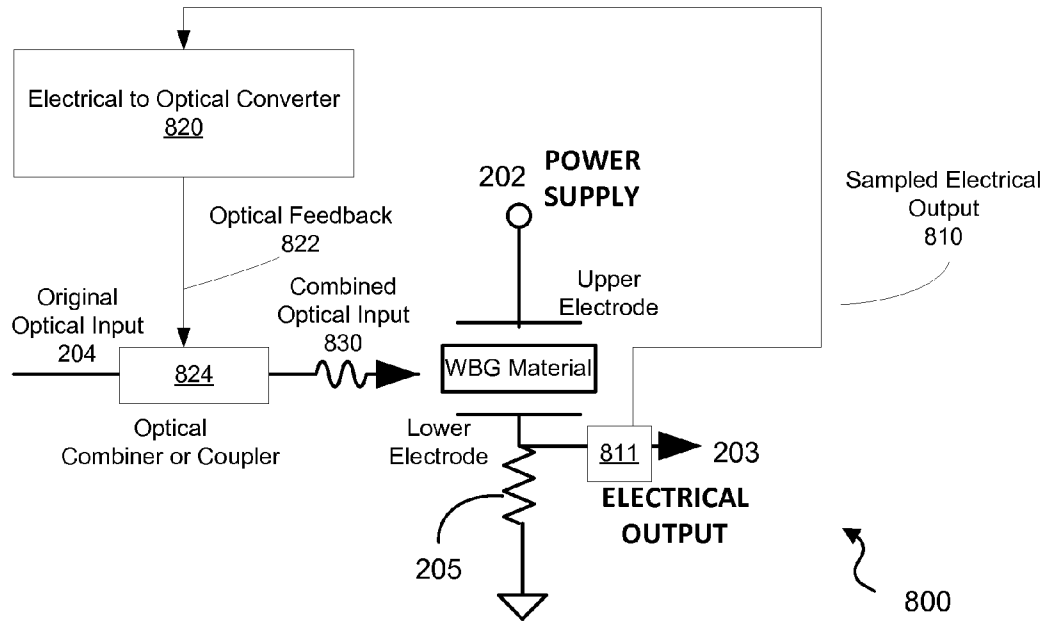 Electrical to Optical Converter
820
202
POWER
SUPPLY
Sampled Electrical
Output
810
Optical Feedback
822
Original
Optical Input
204
Combined
Optical Input
830
Upper
Electrode
824
WBG Material
Optical
Combiner or Coupler
Lower
Electrode
811
203
ELECTRICAL
OUTPUT
205
800